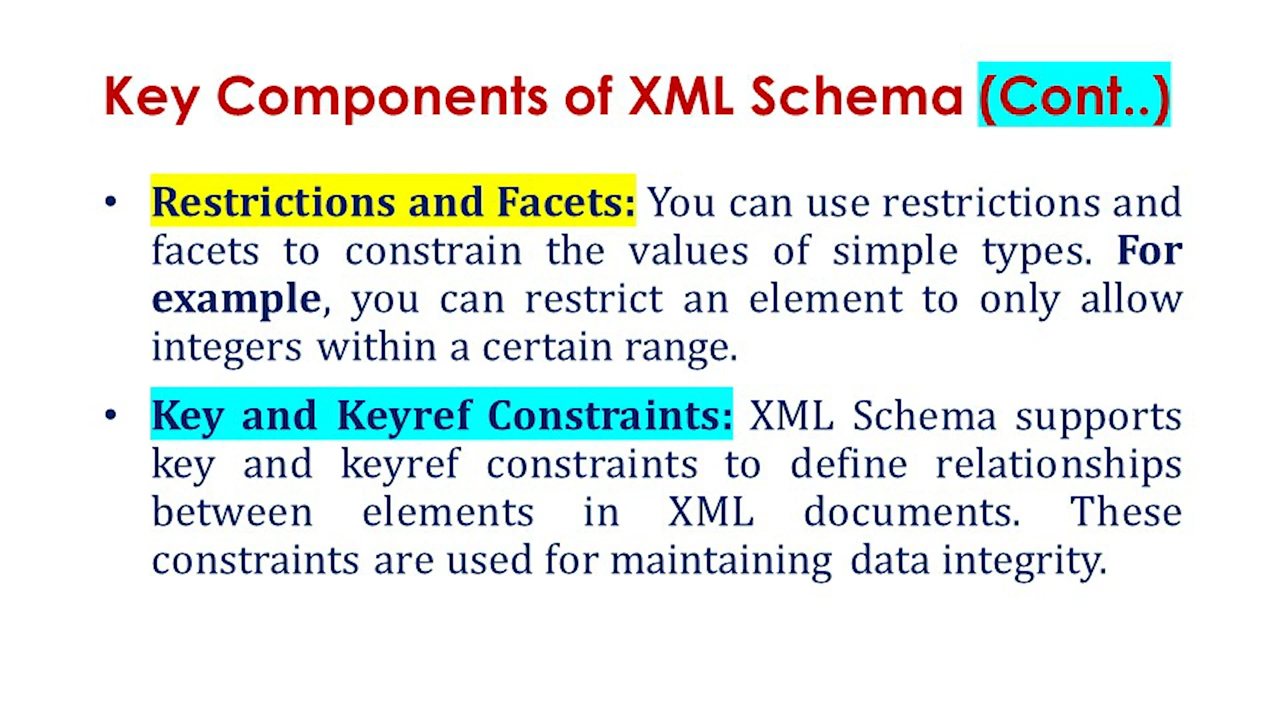 Key Components of XML Schema (Cont..)
• Restrictions and Facets: You can use restrictions and
facets to constrain the values of simple types. For
example, you can restrict an element to only allow
integers within a certain range.
• Key and Keyref Constraints: XML Schema supports
key and keyref constraints to define relationships
between elements in XML documents. These
constraints are used for maintaining data integrity.